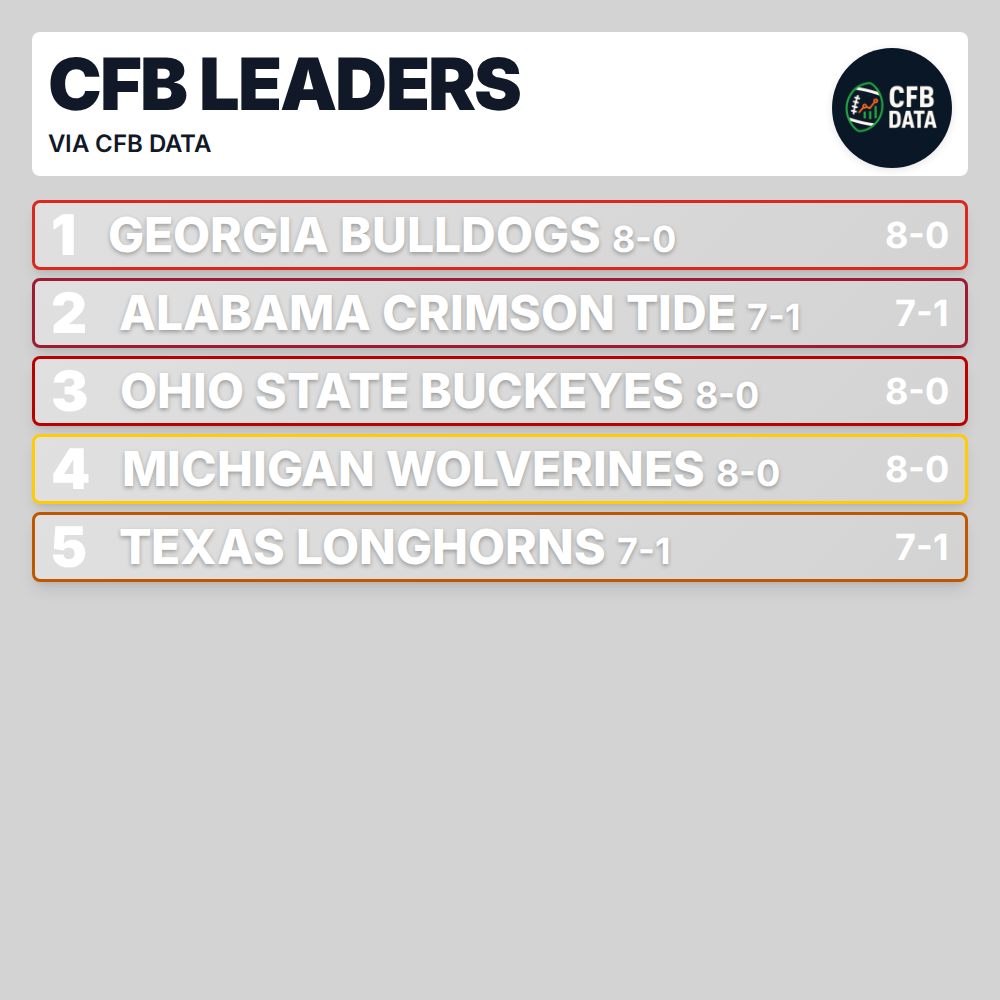 CFB LEADERS
VIA CFB DATA
CFB
DATA
1 GEORGIA BULLDOGS 8-0 8-0
2 ALABAMA CRIMSON TIDE 7-1 7-1
3 OHIO STATE BUCKEYES 8-0 8-0
4 MICHIGAN WOLVERINES 8-0 8-0
5 TEXAS LONGHORNS 7-1 7-1